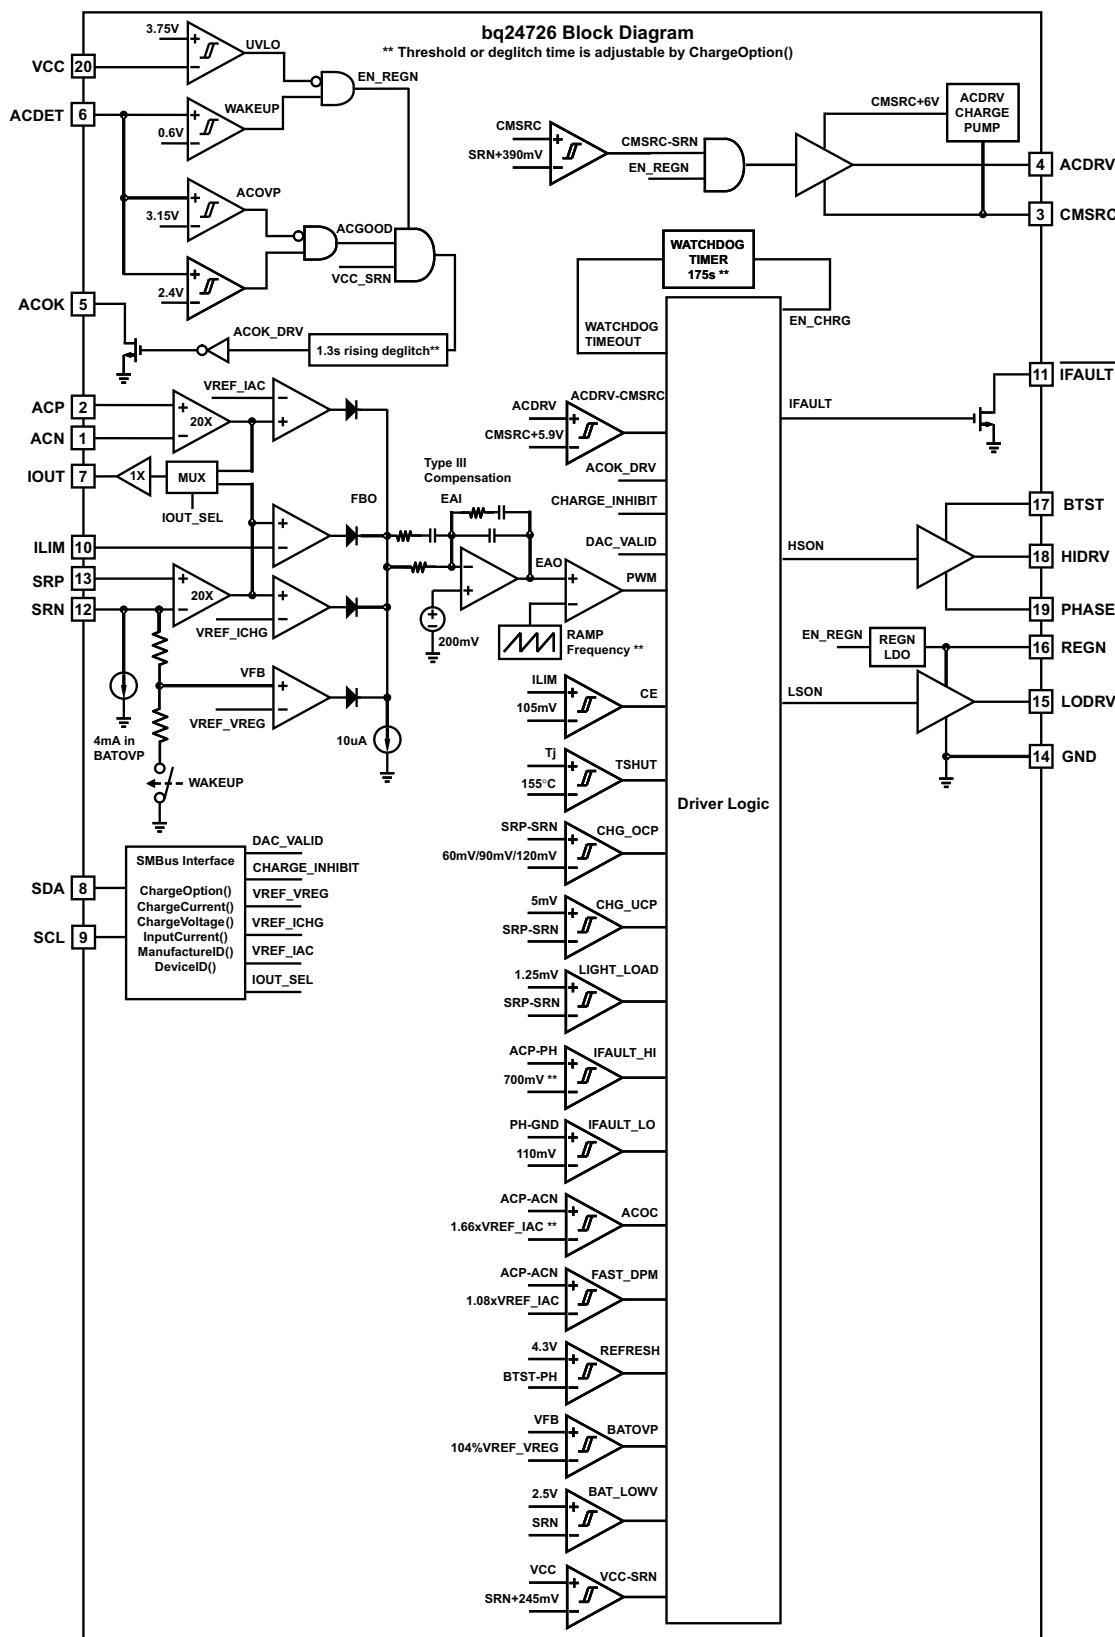 bq24726 Block Diagram
** Threshold or deglitch time is adjustable by ChargeOption()
3.75V
UVLO
VCC
20
EN_REGN
ACDET
6
WAKEUP
0.6V
ACOVP
3.15V
ACGOOD
VCC_SRN
2.4V
ACOK
5
ACOK_DRV
1.3s rising deglitch**
CMSRC
SRN+390mV
CMSRC-SRN
EN_REGN
CMSRC+6V
ACDRV
CHARGE
PUMP
4
ACDRV
3
CMSRC
WATCHDOG
TIMER
175s **
WATCHDOG
TIMEOUT
EN_CHRG
11
IFAULT
IFAULT
VREF_IAC
ACP
2
20X
ACN
1
IOUT
7
1X
MUX
IOUT_SEL
ILIM
10
SRP
13
20X
SRN
12
VREF_ICHG
VFB
VREF_VREG
4mA in
BATOVP
WAKEUP
FBO
10uA
Type III
Compensation
EAI
EAO
200mV
PWM
RAMP
Frequency **
ACDRV
CMSRC+5.9V
ACDRV-CMSRC
ACOK_DRV
CHARGE_INHIBIT
DAC_VALID
ILIM
105mV
CE
Tj
155°C
TSHUT
SRP-SRN
60mV/90mV/120mV
CHG_OCP
5mV
SRP-SRN
CHG_UCP
1.25mV
SRP-SRN
LIGHT_LOAD
ACP-PH
700mV **
IFAULT_HI
PH-GND
110mV
IFAULT_LO
ACP-ACN
1.66xVREF_IAC **
ACOC
ACP-ACN
1.08xVREF_IAC
FAST_DPM
4.3V
BTST-PH
REFRESH
VFB
104%VREF_VREG
BATOVP
2.5V
SRN
BAT_LOWV
VCC
SRN+245mV
VCC-SRN
Driver Logic
HSON
17
BTST
18
HIDRV
19
PHASE
EN_REGN
REGN
LDO
16
REGN
LSON
15
LODRV
14
GND
SDA
8
SCL
9
SMBus Interface
ChargeOption()
ChargeCurrent()
ChargeVoltage()
InputCurrent()
ManufactureID()
DeviceID()
DAC_VALID
CHARGE_INHIBIT
VREF_VREG
VREF_ICHG
VREF_IAC
IOUT_SEL